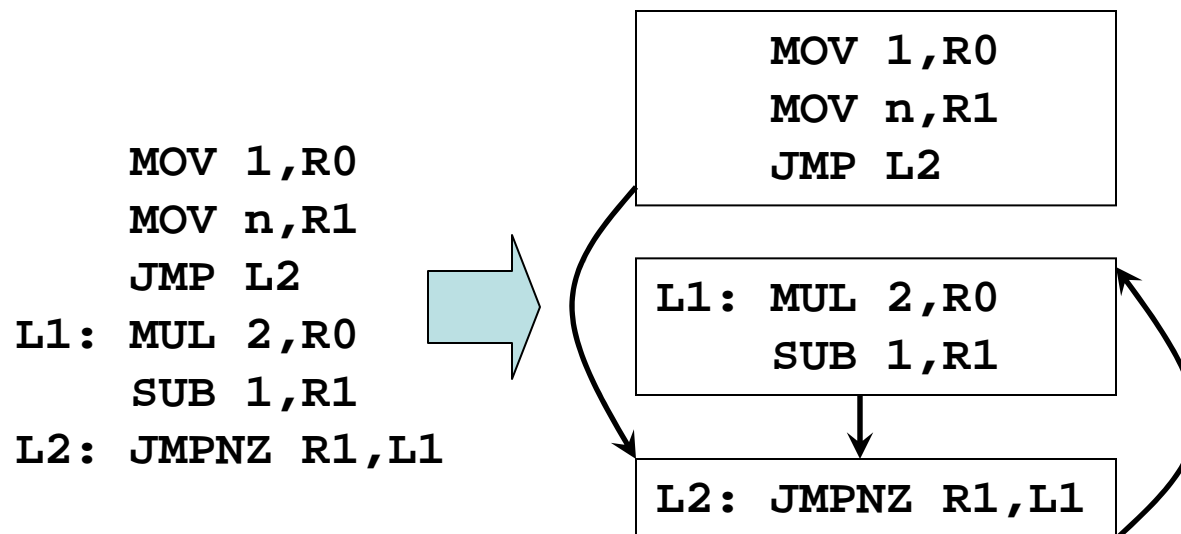 MOV 1,R0
MOV n,R1
JMP L2
L1: MUL 2,R0
SUB 1,R1
L2: JMPNZ R1,L1
MOV 1,R0
MOV n,R1
JMP L2
L1: MUL 2,R0
SUB 1,R1
L2: JMPNZ R1,L1